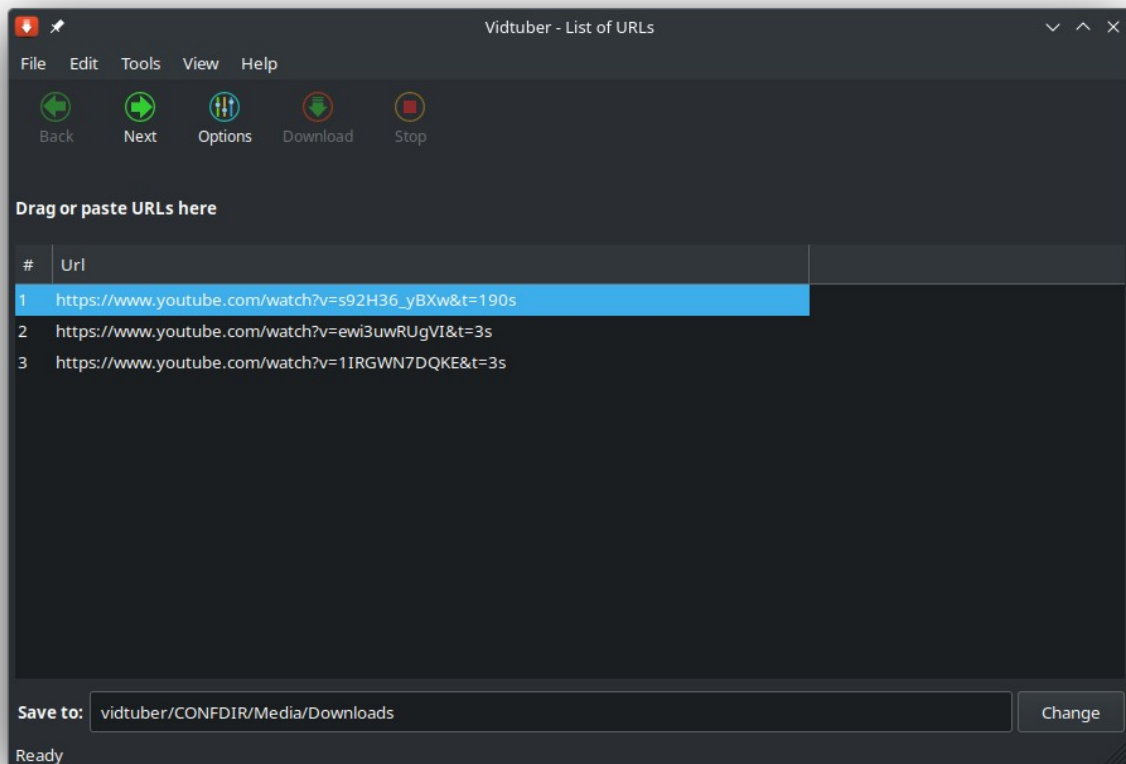 Vidtuber - List of URLs
File Edit Tools View Help
Back Next Options Download Stop
Drag or paste URLs here
# Url
1 https://www.youtube.com/watch?v=s92H36_yBXw&t=190s
2 https://www.youtube.com/watch?v=ewi3uwRUgVI&t=3s
3 https://www.youtube.com/watch?v=1IRGWN7DQKE&t=3s
Save to: vidtuber/CONFDIR/Media/Downloads Change
Ready